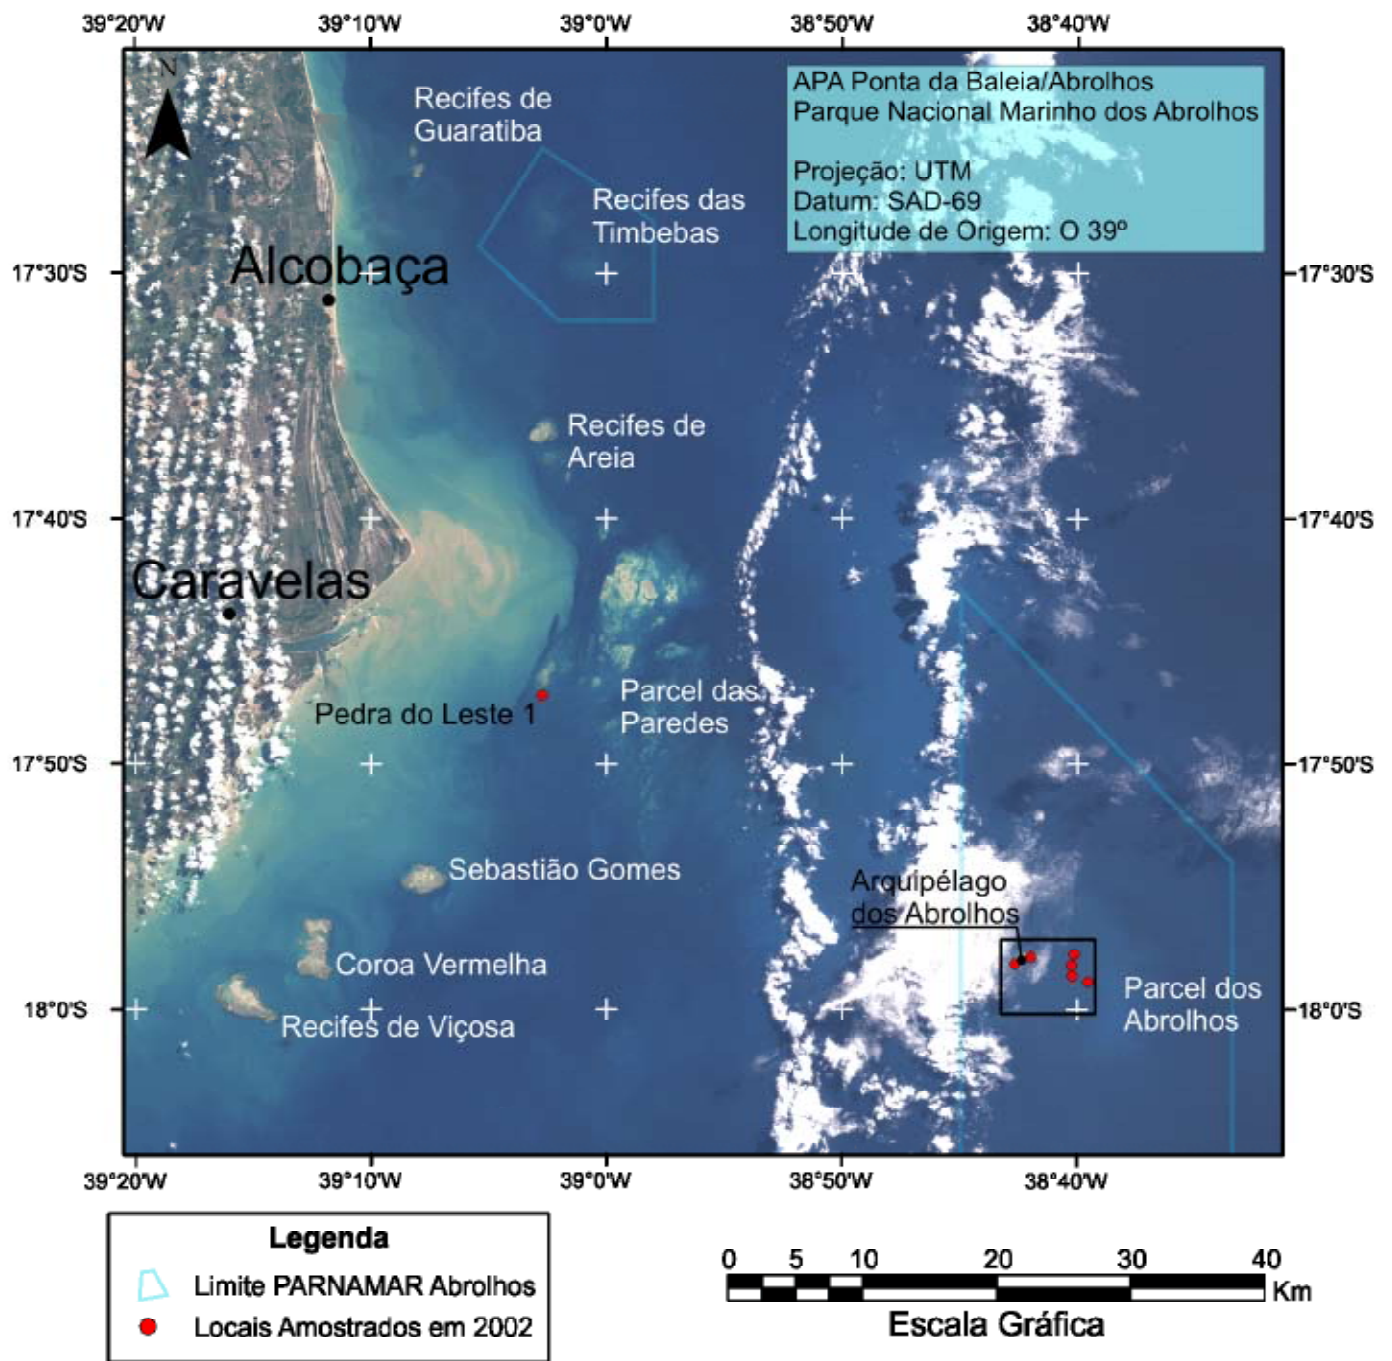 39°20'W 39°10'W 39°0'W 38°50'W 38°40'W
N
Recifes de
Guaratiba
APA Ponta da Baleia/Abrolhos
Parque Nacional Marinho dos Abrolhos
Projeção: UTM
Datum: SAD-69
Longitude de Origem: O 39º
Recifes das
Timbebas
17°30'S 17°30'S
Alcobaça
Recifes de
Areia
17°40'S 17°40'S
Caravelas
Parcel das
Paredes
Pedra do Leste 1
17°50'S 17°50'S
Sebastião Gomes
Arquipélago
dos Abrolhos
Coroa Vermelha
Parcel dos
Abrolhos
18°0'S 18°0'S
Recifes de Viçosa
39°20'W 39°10'W 39°0'W 38°50'W 38°40'W
Legenda
Limite PARNAMAR Abrolhos
Locais Amostrados em 2002
0 5 10 20 30 40
Km
Escala Gráfica